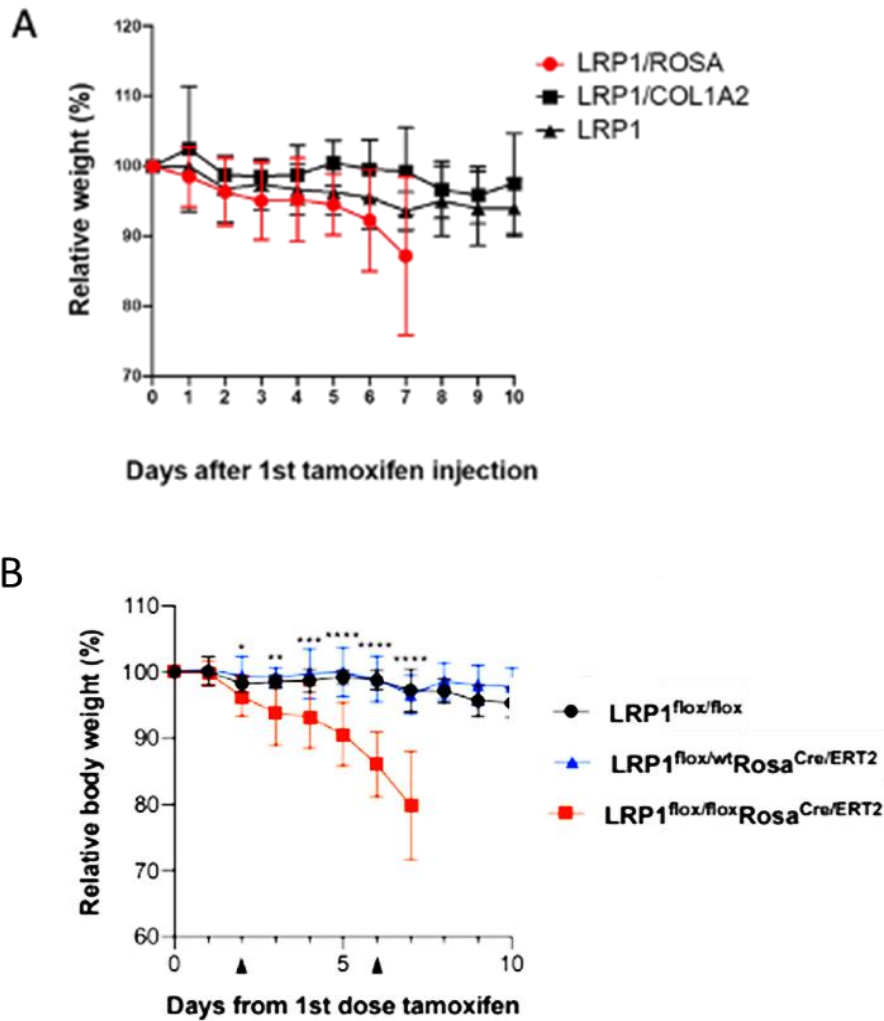 A
Relative weight (%)
120
110
100
90
80
70
0 1 2 3 4 5 6 7 8 9 10
Days after 1st tamoxifen injection
LRP1/ROSA
LRP1/COL1A2
LRP1
B
Relative body weight (%)
110
100
90
80
70
60
* ** *** **** **** ****
0 5 10
Days from 1st dose tamoxifen
LRP1flox/flox
LRP1flox/wtRosaCre/ERT2
LRP1flox/floxRosaCre/ERT2